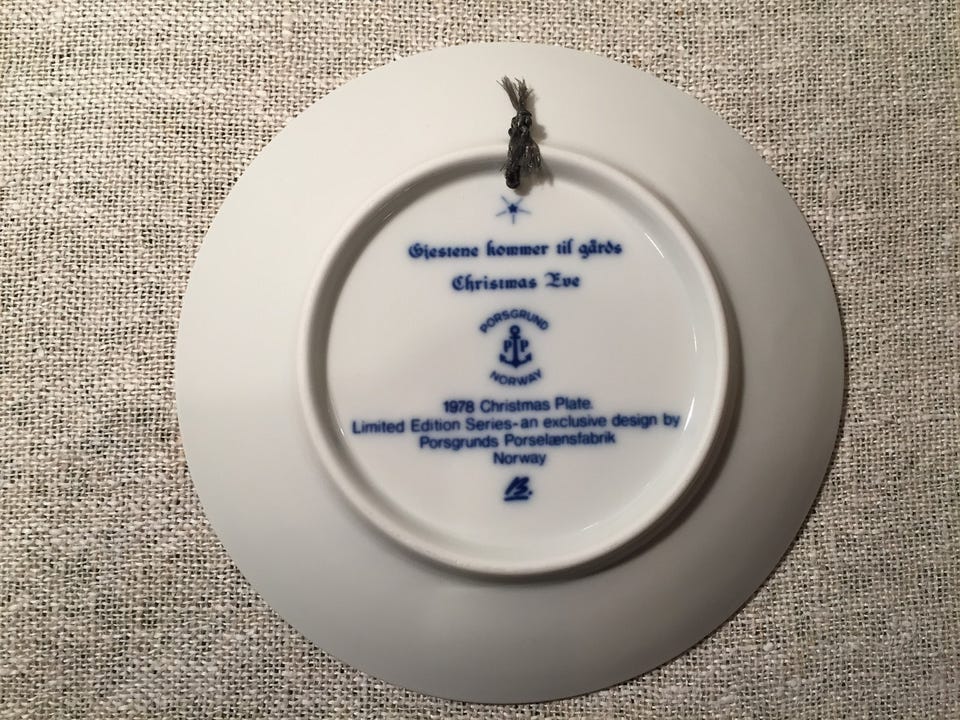 Gjestene kommer til gårds
Christmas Eve
PORSGRUND
PP
NORWAY
1978 Christmas Plate.
Limited Edition Series-an exclusive design by
Porsgrunds Porselænsfabrik
Norway
B.